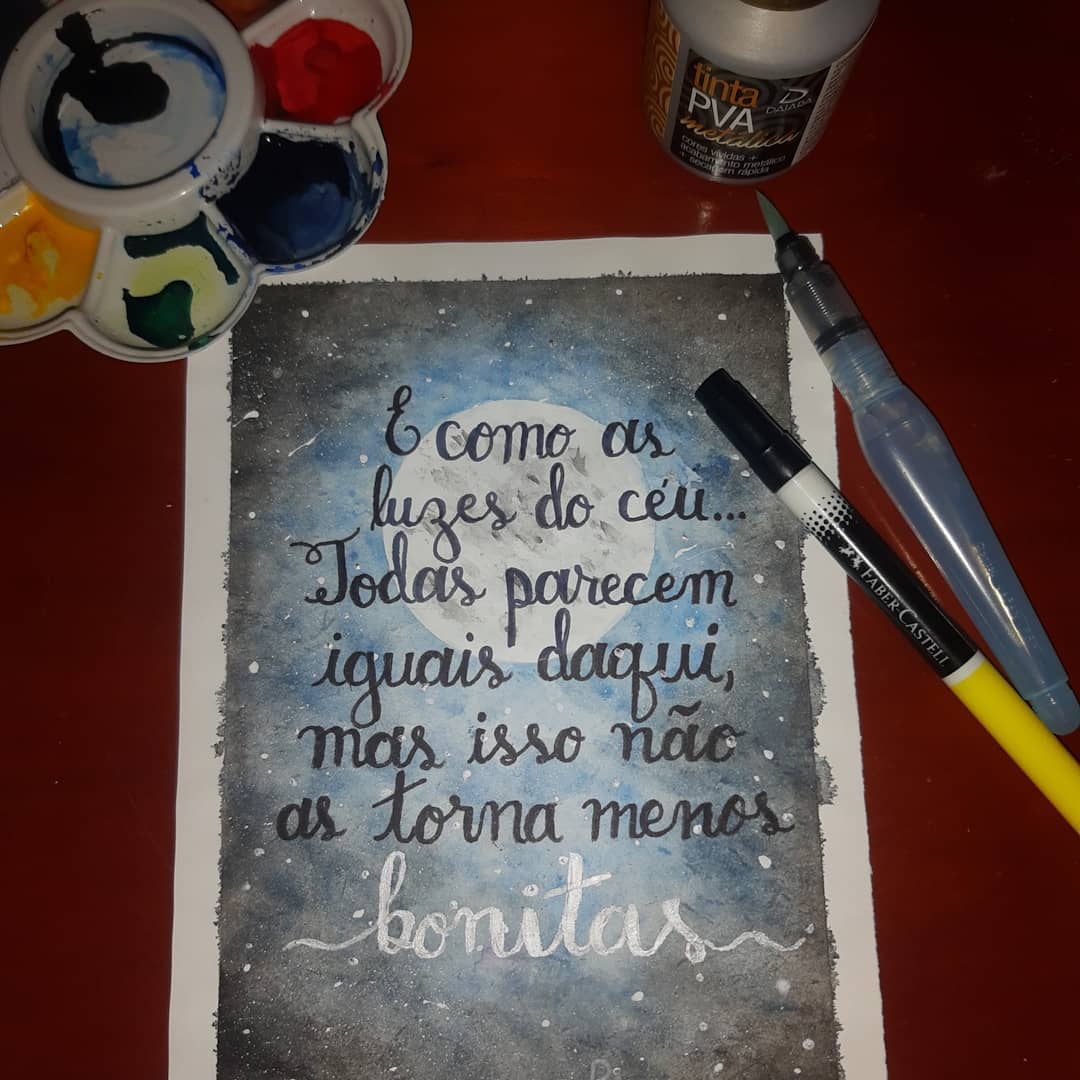 tinta
PVA
metálica
DAIARA
cores vívidas +
acabamento metálico
+ secagem rápida
E como as
luzes do céu...
Todas parecem
iguais daqui,
mas isso não
as torna menos
bonitas
FABER-CASTELL